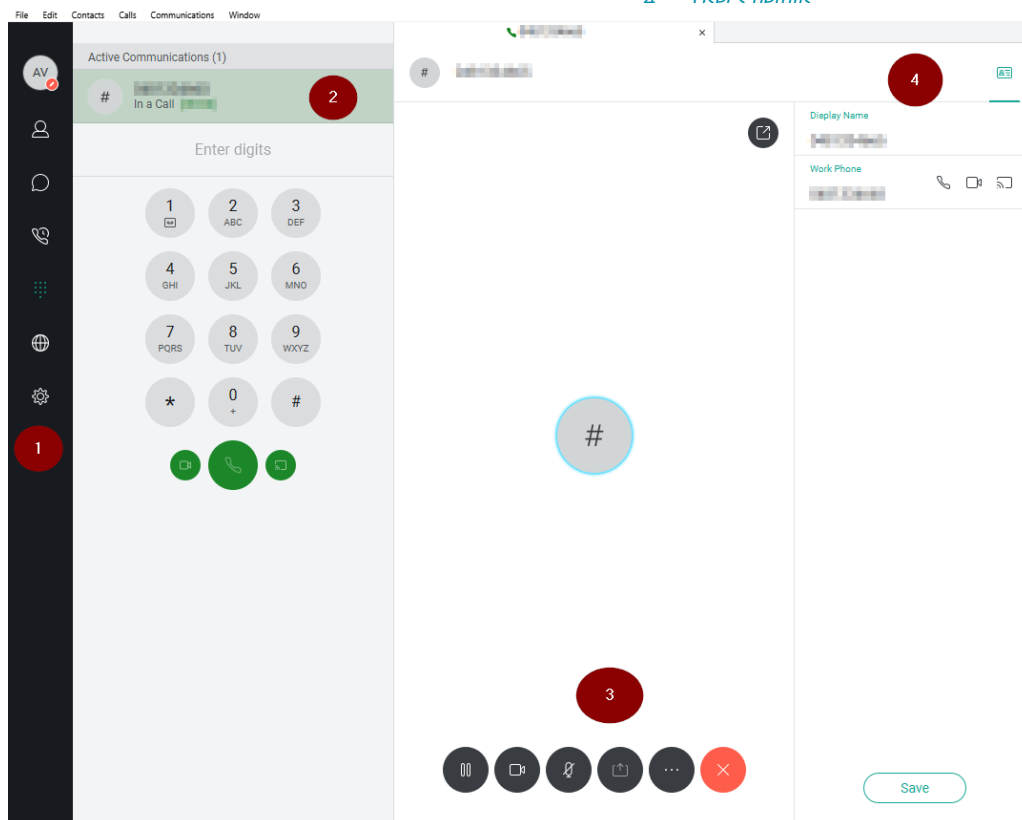 File Edit Contacts Calls Communications Window
Active Communications (1)
AV
#
In a Call
2
#
4
Enter digits
Display Name
Work Phone
1
2 ABC
3 DEF
4 GHI
5 JKL
6 MNO
7 PQRS
8 TUV
9 WXYZ
*
0 +
#
1
#
3
Save